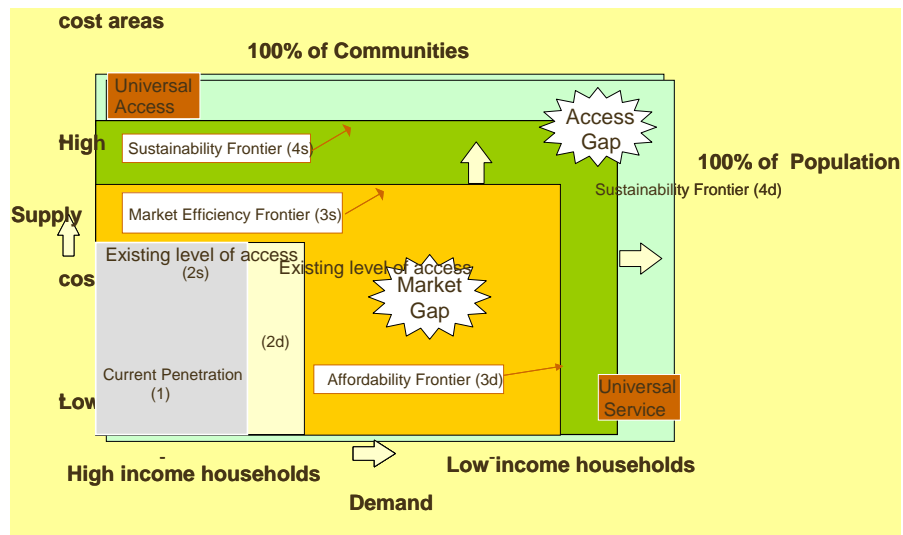 cost areas
100% of Communities
Universal
Access
Access
Gap
High
Sustainability Frontier (4s)
100% of Population
Sustainability Frontier (4d)
Supply
Market Efficiency Frontier (3s)
Existing level of access
(2s)
Existing level of access
cos
Market
Gap
(2d)
Current Penetration
(1)
Affordability Frontier (3d)
Universal
Service
Low
High income households
Low-income households
Demand